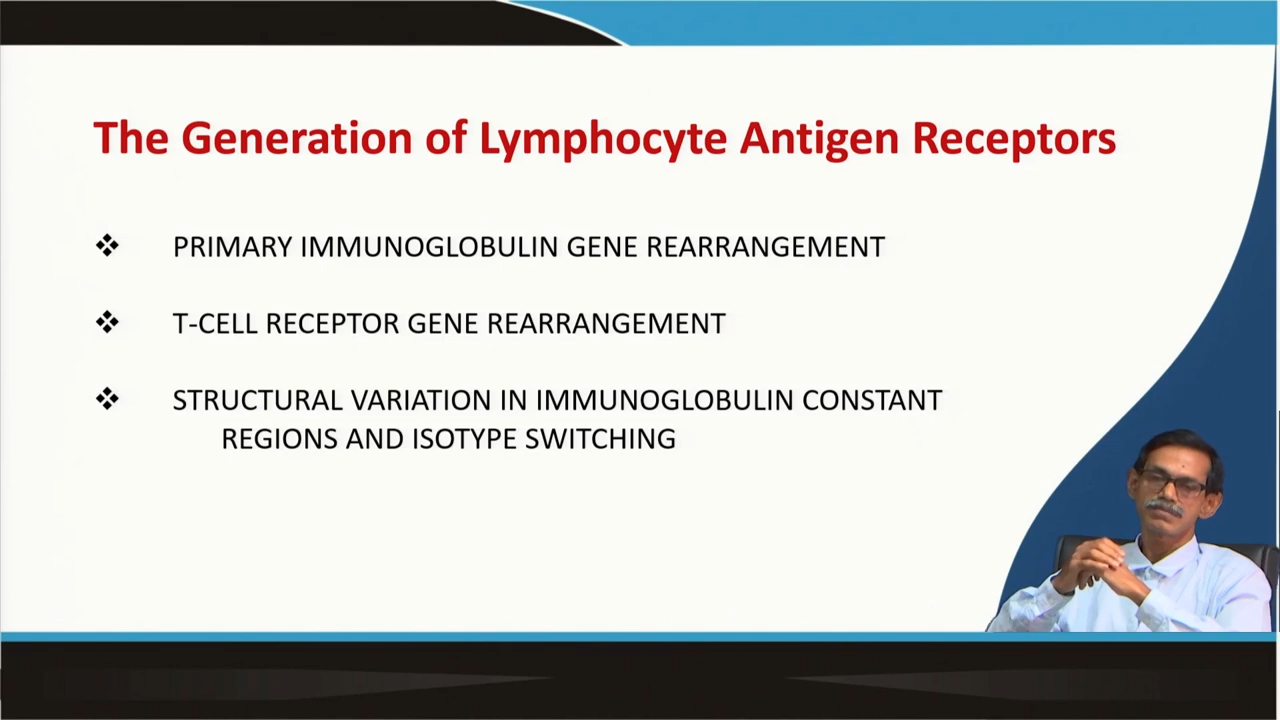 The Generation of Lymphocyte Antigen Receptors
❖ PRIMARY IMMUNOGLOBULIN GENE REARRANGEMENT
❖ T-CELL RECEPTOR GENE REARRANGEMENT
❖ STRUCTURAL VARIATION IN IMMUNOGLOBULIN CONSTANT
REGIONS AND ISOTYPE SWITCHING